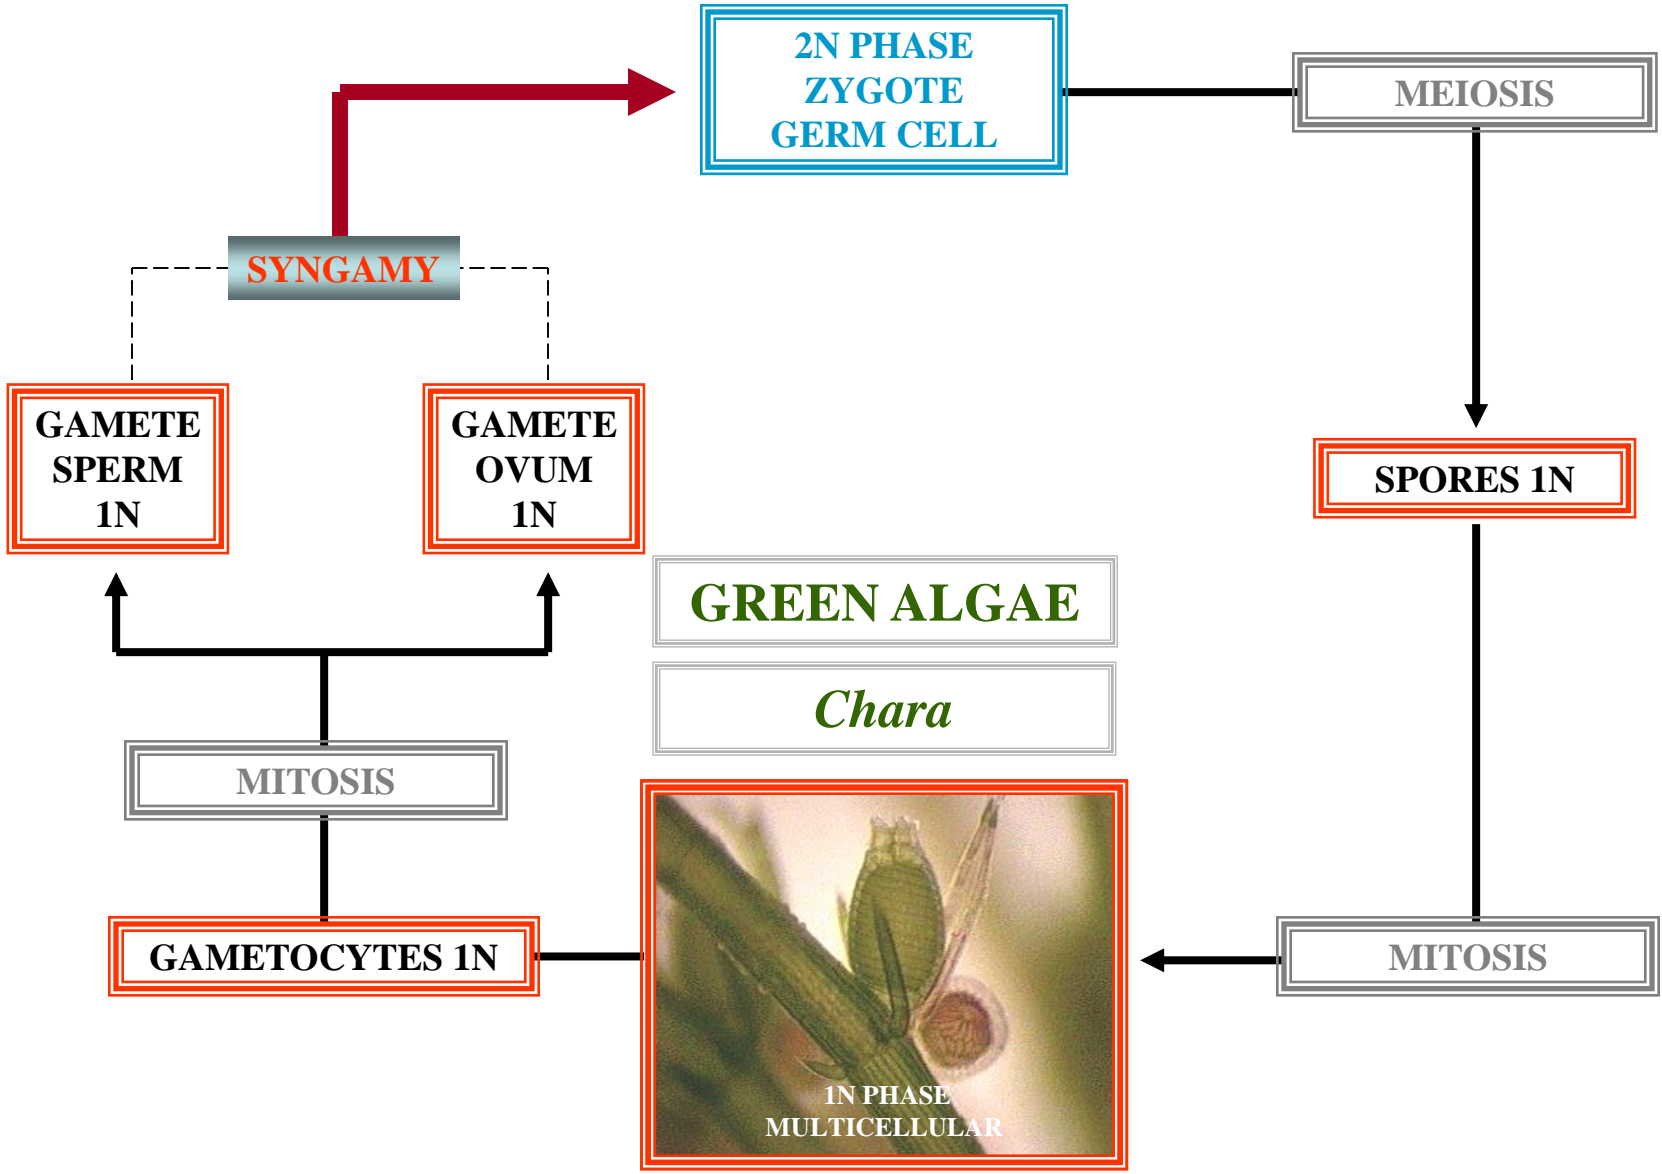 2N PHASE
ZYGOTE
GERM CELL
MEIOSIS
SYNGAMY
GAMETE
SPERM
1N
GAMETE
OVUM
1N
SPORES 1N
GREEN ALGAE
Chara
MITOSIS
GAMETOCYTES 1N
MITOSIS
1N PHASE
MULTICELLULAR